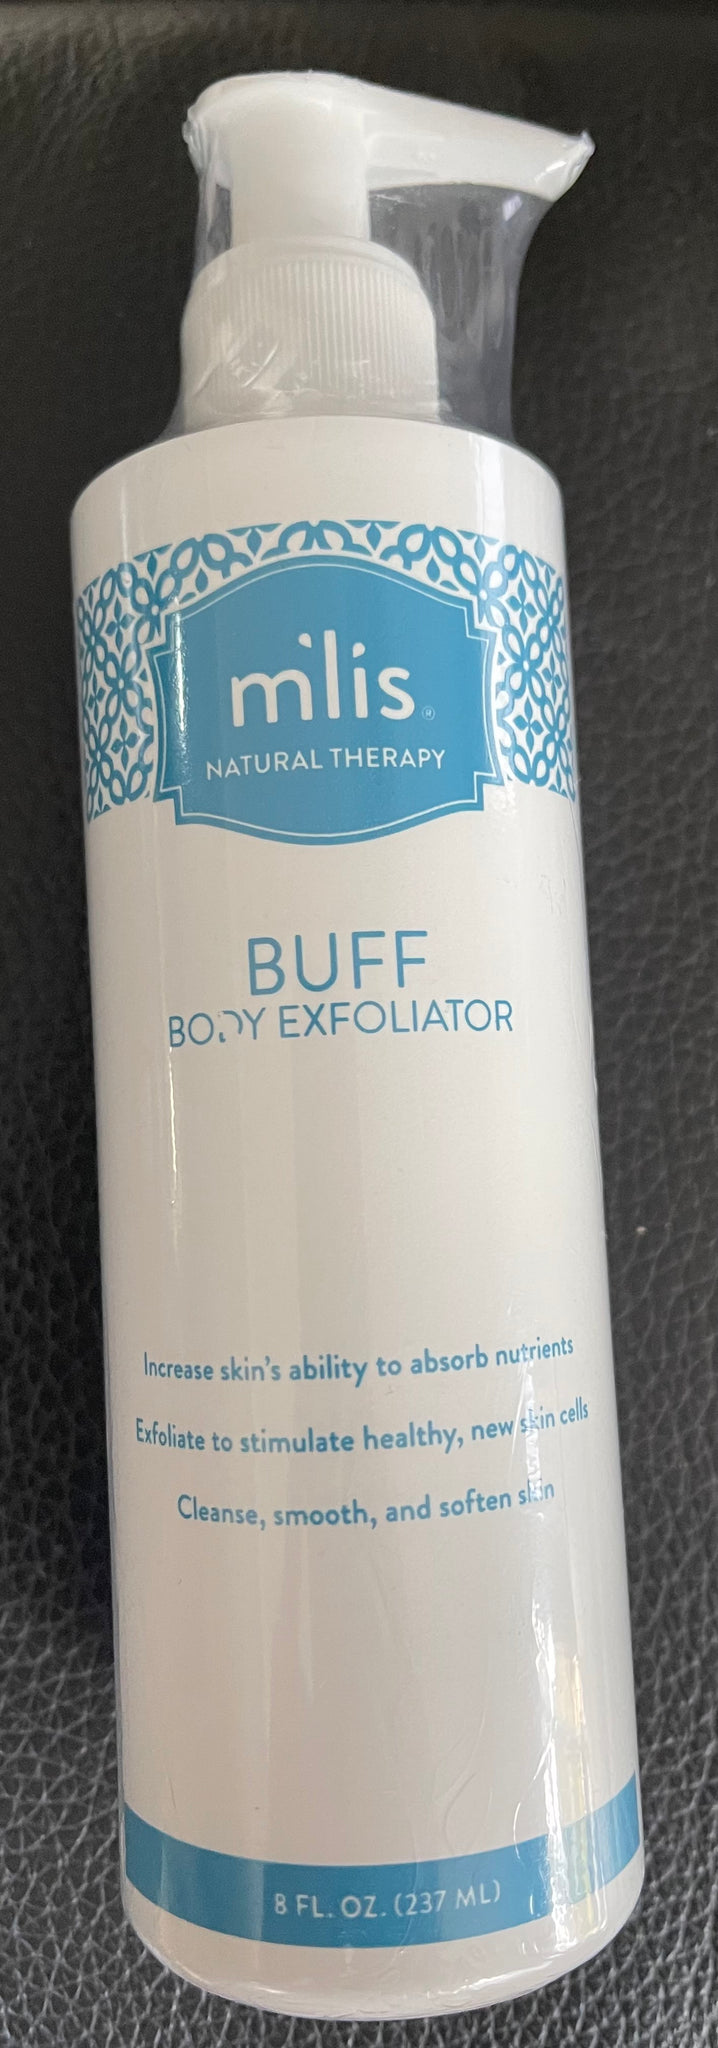 m'lis®
NATURAL THERAPY
BUFF
BODY EXFOLIATOR
Increase skin's ability to absorb nutrients
Exfoliate to stimulate healthy, new skin cells
Cleanse, smooth, and soften skin
8 FL. OZ. (237 ML)